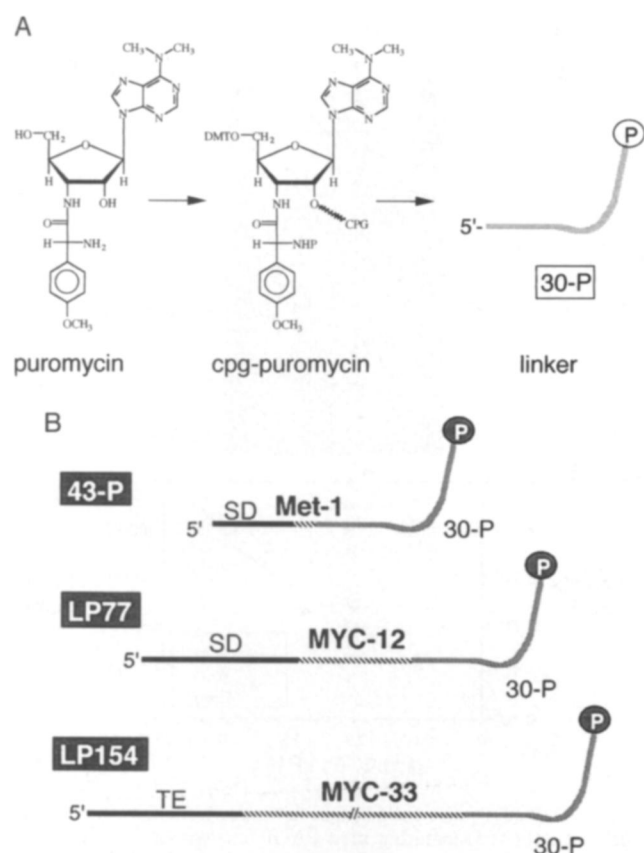 A
CH3 CH3
N
N N
N N
HO CH2 O
H H
NH OH
O
H NH2
OCH3
puromycin
CH3 CH3
N
N N
N N
DMTO CH2 O
H H
NH O CPG
O
H NHP
OCH3
cpg-puromycin
P
5'-
30-P
linker
B
43-P
P
5' SD Met-1
30-P
LP77
P
5' SD MYC-12
30-P
LP154
P
5' TE MYC-33
30-P